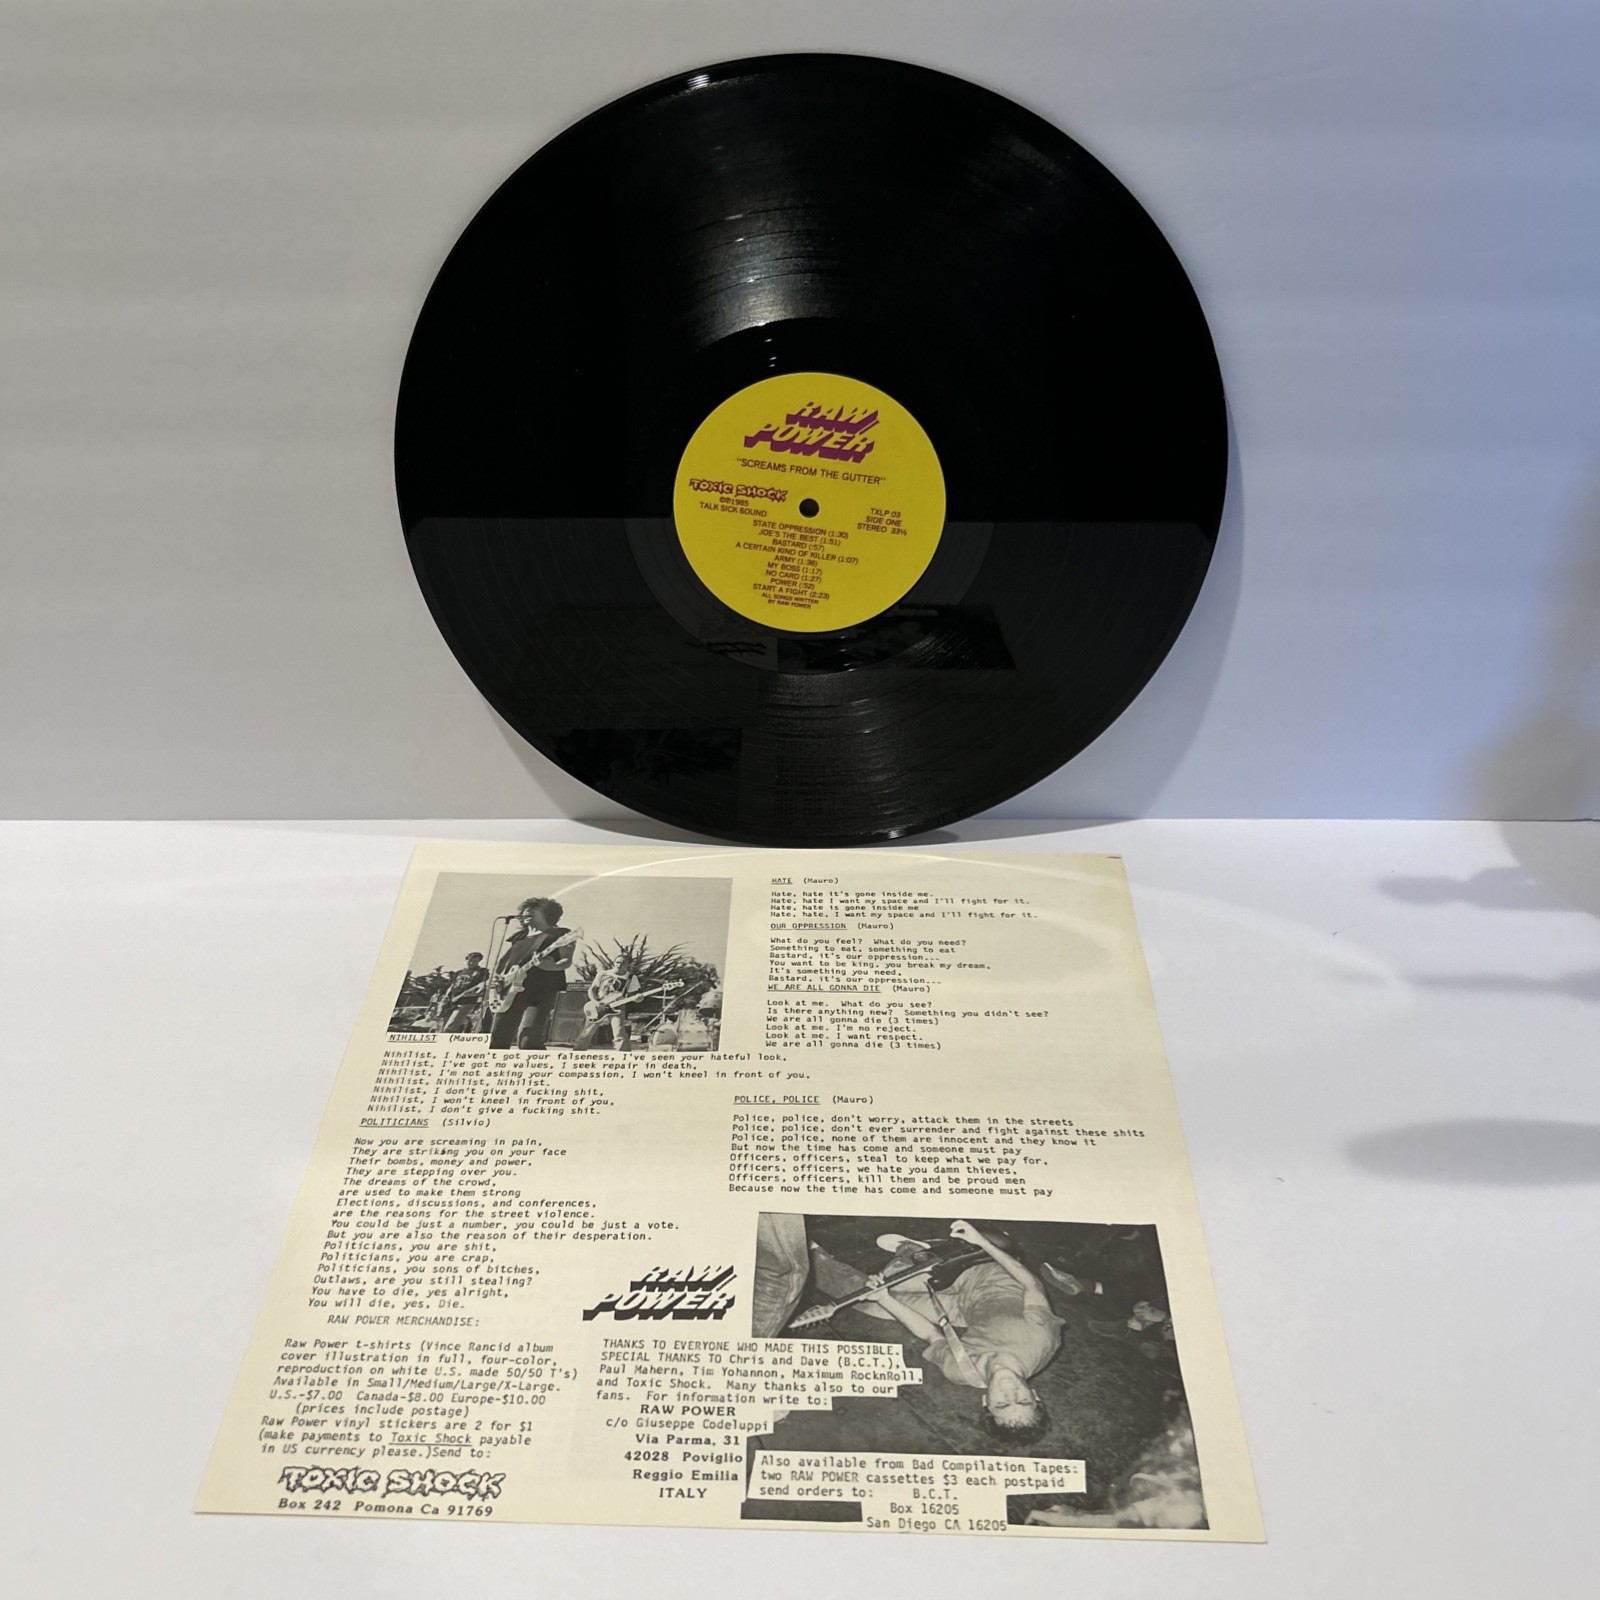 RAW
POWER
"SCREAMS FROM THE GUTTER"
TOXIC SHOCK
©℗1985
TALK SICK SOUND
TXLP 03
SIDE ONE
STEREO 33⅓
STATE OPPRESSION (1:30)
JOE'S THE BEST (1:51)
BASTARD (:57)
A CERTAIN KIND OF KILLER (1:07)
ARMY (1:36)
MY BOSS (1:17)
NO CARD (1:27)
POWER (:52)
START A FIGHT (2:23)
ALL SONGS WRITTEN
BY RAW POWER
NIHILIST (Mauro)
Nihilist, I haven't got your falseness, I've seen your hateful look,
Nihilist, I've got no values, I seek repair in death,
Nihilist, I'm not asking your compassion, I won't kneel in front of you.
Nihilist, Nihilist, Nihilist.
Nihilist, I don't give a fucking shit,
Nihilist, I won't kneel in front of you,
Nihilist, I don't give a fucking shit.
POLITICIANS (Silvio)
Now you are screaming in pain,
They are striking you on your face
Their bombs, money and power,
They are stepping over you.
The dreams of the crowd,
are used to make them strong
Elections, discussions, and conferences,
are the reasons for the street violence.
You could be just a number, you could be just a vote.
But you are also the reason of their desperation.
Politicians, you are shit,
Politicians, you are crap,
Politicians, you sons of bitches,
Outlaws, are you still stealing?
You have to die, yes alright,
You will die, yes, Die.
RAW POWER MERCHANDISE:
Raw Power t-shirts (Vince Rancid album
cover illustration in full, four-color,
reproduction on white U.S. made 50/50 T's)
Available in Small/Medium/Large/X-Large.
U.S.-$7.00 Canada-$8.00 Europe-$10.00
(prices include postage)
Raw Power vinyl stickers are 2 for $1
(make payments to Toxic Shock payable
in US currency please.)Send to:
TOXIC SHOCK
Box 242 Pomona Ca 91769
HATE (Mauro)
Hate, hate it's gone inside me.
Hate, hate I want my space and I'll fight for it.
Hate, hate is gone inside me
Hate, hate, I want my space and I'll fight for it.
OUR OPPRESSION (Mauro)
What do you feel? What do you need?
Something to eat, something to eat
Bastard, it's our oppression...
You want to be king, you break my dream,
It's something you need,
Bastard, it's our oppression...
WE ARE ALL GONNA DIE (Mauro)
Look at me. What do you see?
Is there anything new? Something you didn't see?
We are all gonna die (3 times)
Look at me. I'm no reject.
Look at me. I want respect.
We are all gonna die (3 times)
POLICE, POLICE (Mauro)
Police, police, don't worry, attack them in the streets
Police, police, don't ever surrender and fight against these shits
Police, police, none of them are innocent and they know it
But now the time has come and someone must pay
Officers, officers, steal to keep what we pay for,
Officers, officers, we hate you damn thieves,
Officers, officers, kill them and be proud men
Because now the time has come and someone must pay
RAW
POWER
THANKS TO EVERYONE WHO MADE THIS POSSIBLE.
SPECIAL THANKS TO Chris and Dave (B.C.T.),
Paul Mahern, Tim Yohannon, Maximum RocknRoll,
and Toxic Shock. Many thanks also to our
fans. For information write to:
RAW POWER
c/o Giuseppe Codeluppi
Via Parma, 31
42028 Poviglio
Reggio Emilia
ITALY
Also available from Bad Compilation Tapes:
two RAW POWER cassettes $3 each postpaid
send orders to: B.C.T.
Box 16205
San Diego CA 16205